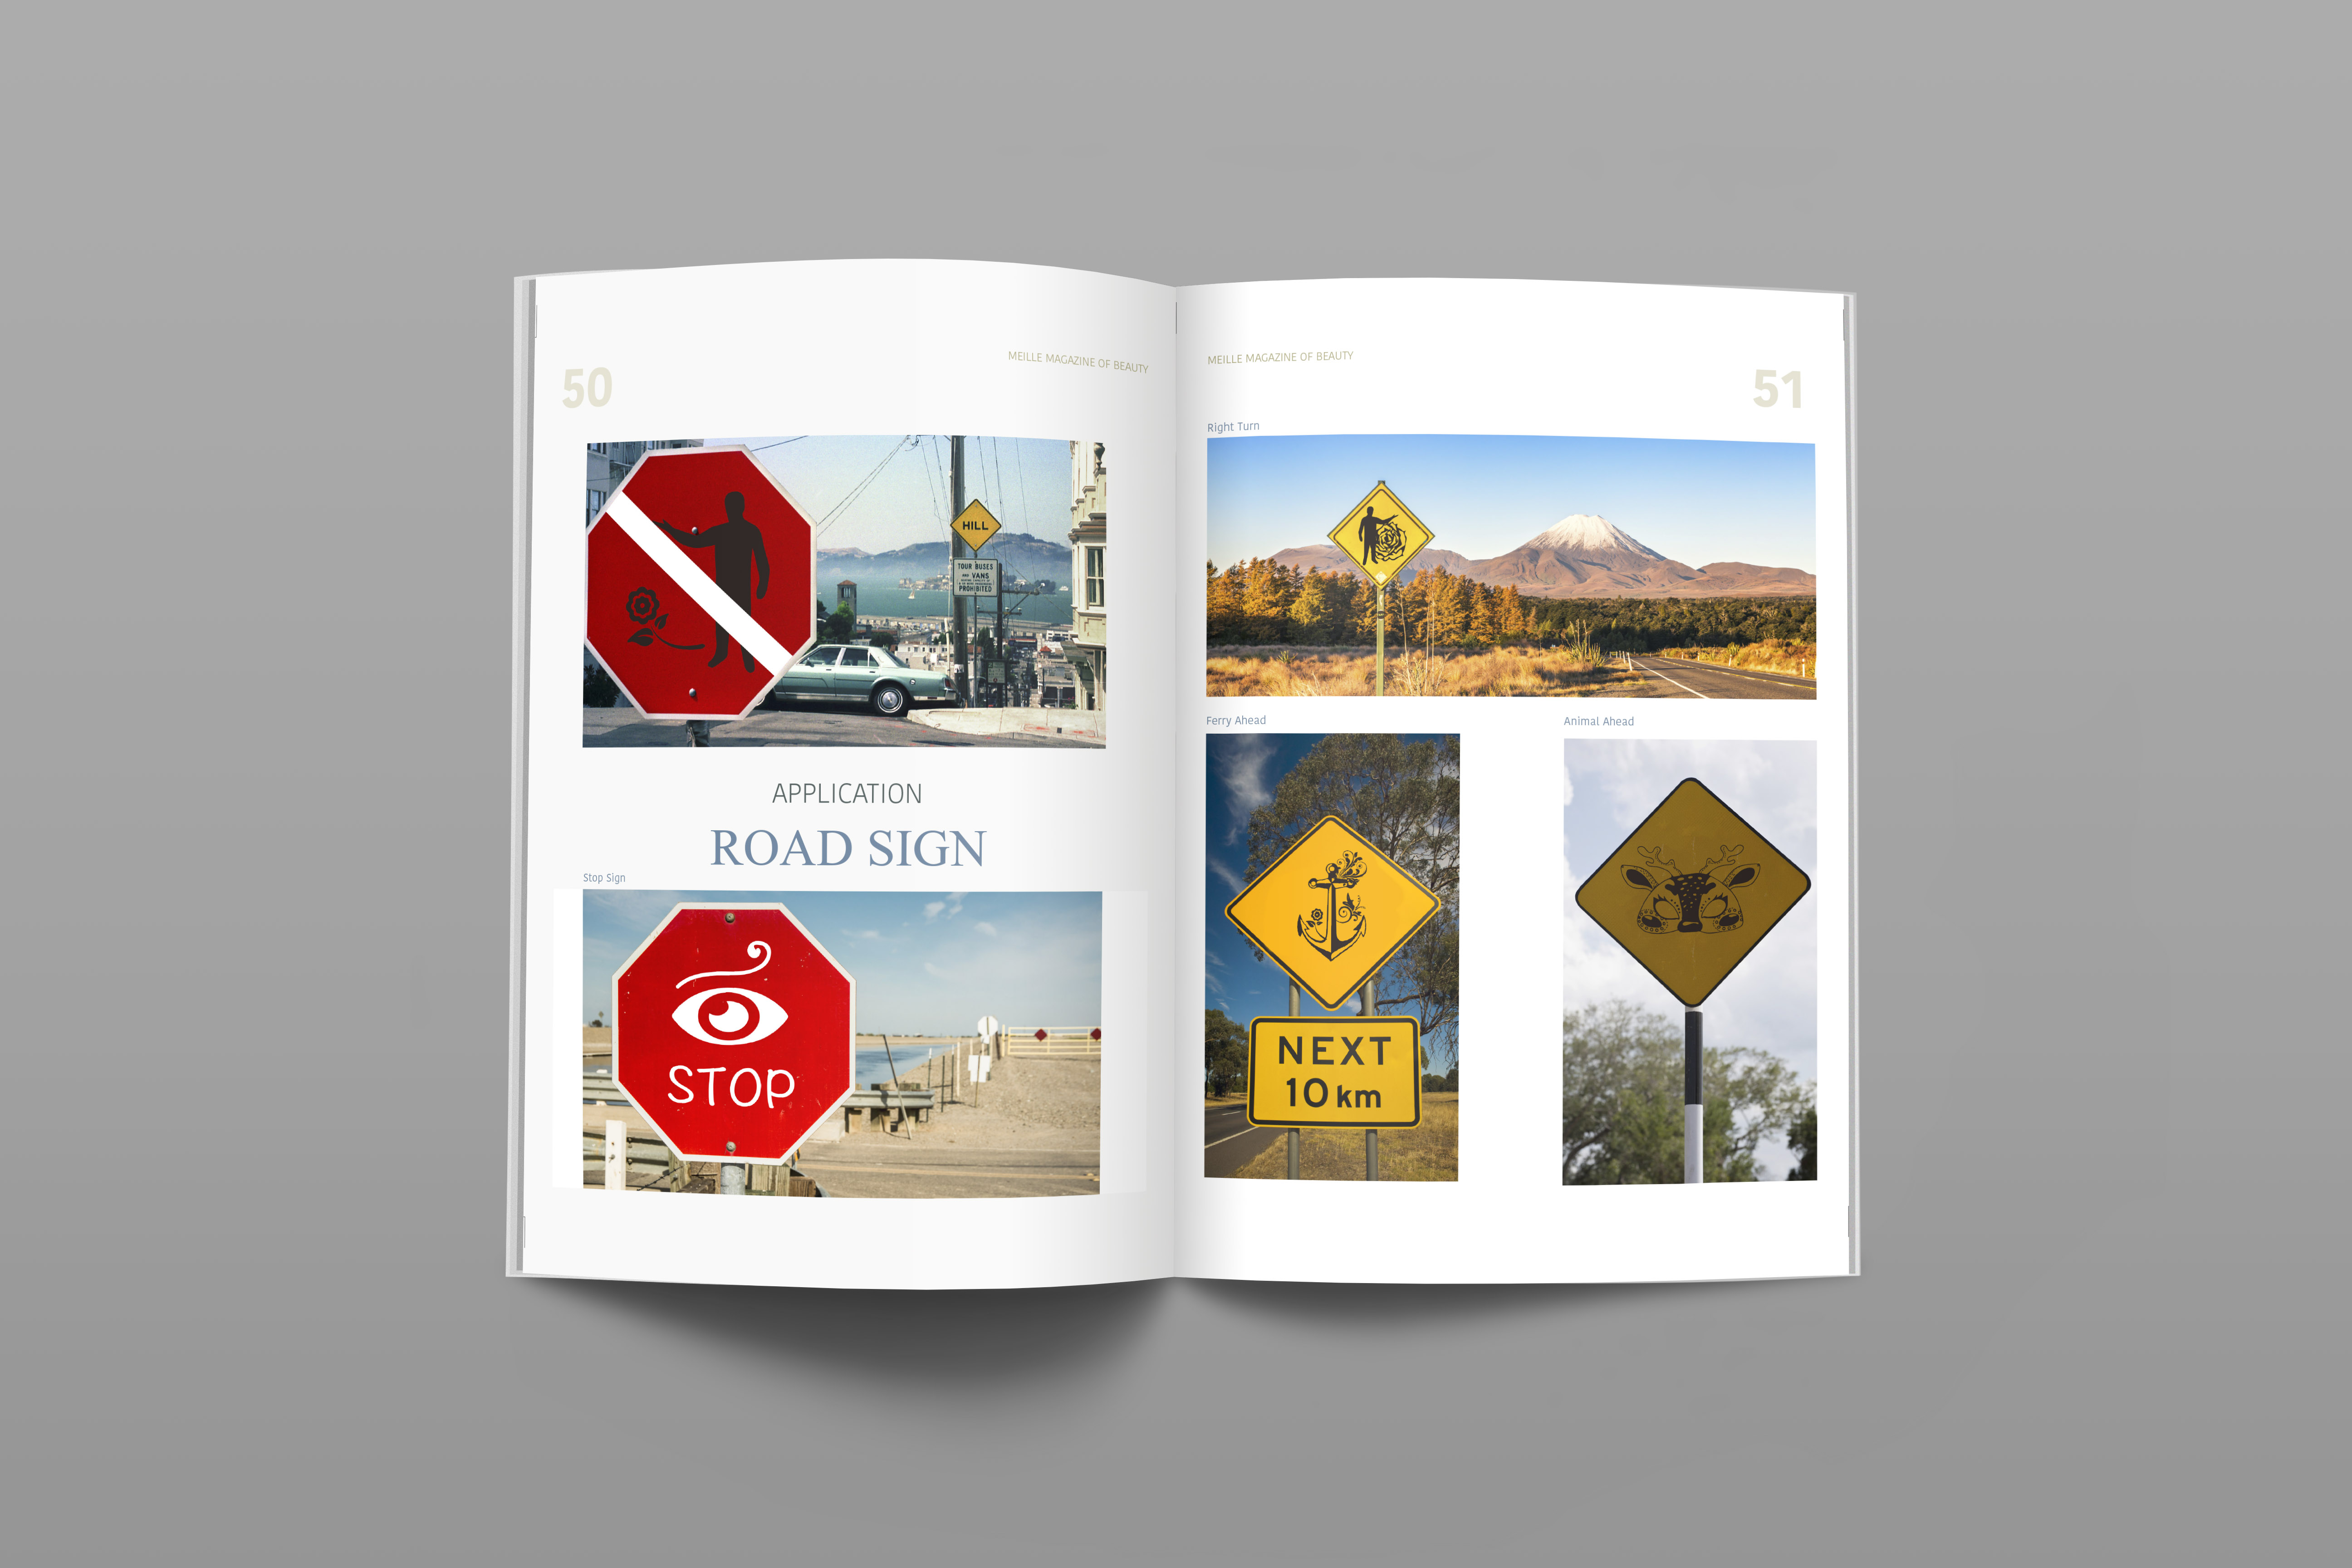 MEILLE MAGAZINE OF BEAUTY
50
HILL
TOUR BUSES
AND VANS
PROHIBITED
APPLICATION
ROAD SIGN
Stop Sign
STOP
MEILLE MAGAZINE OF BEAUTY
51
Right Turn
Ferry Ahead
NEXT
10 km
Animal Ahead